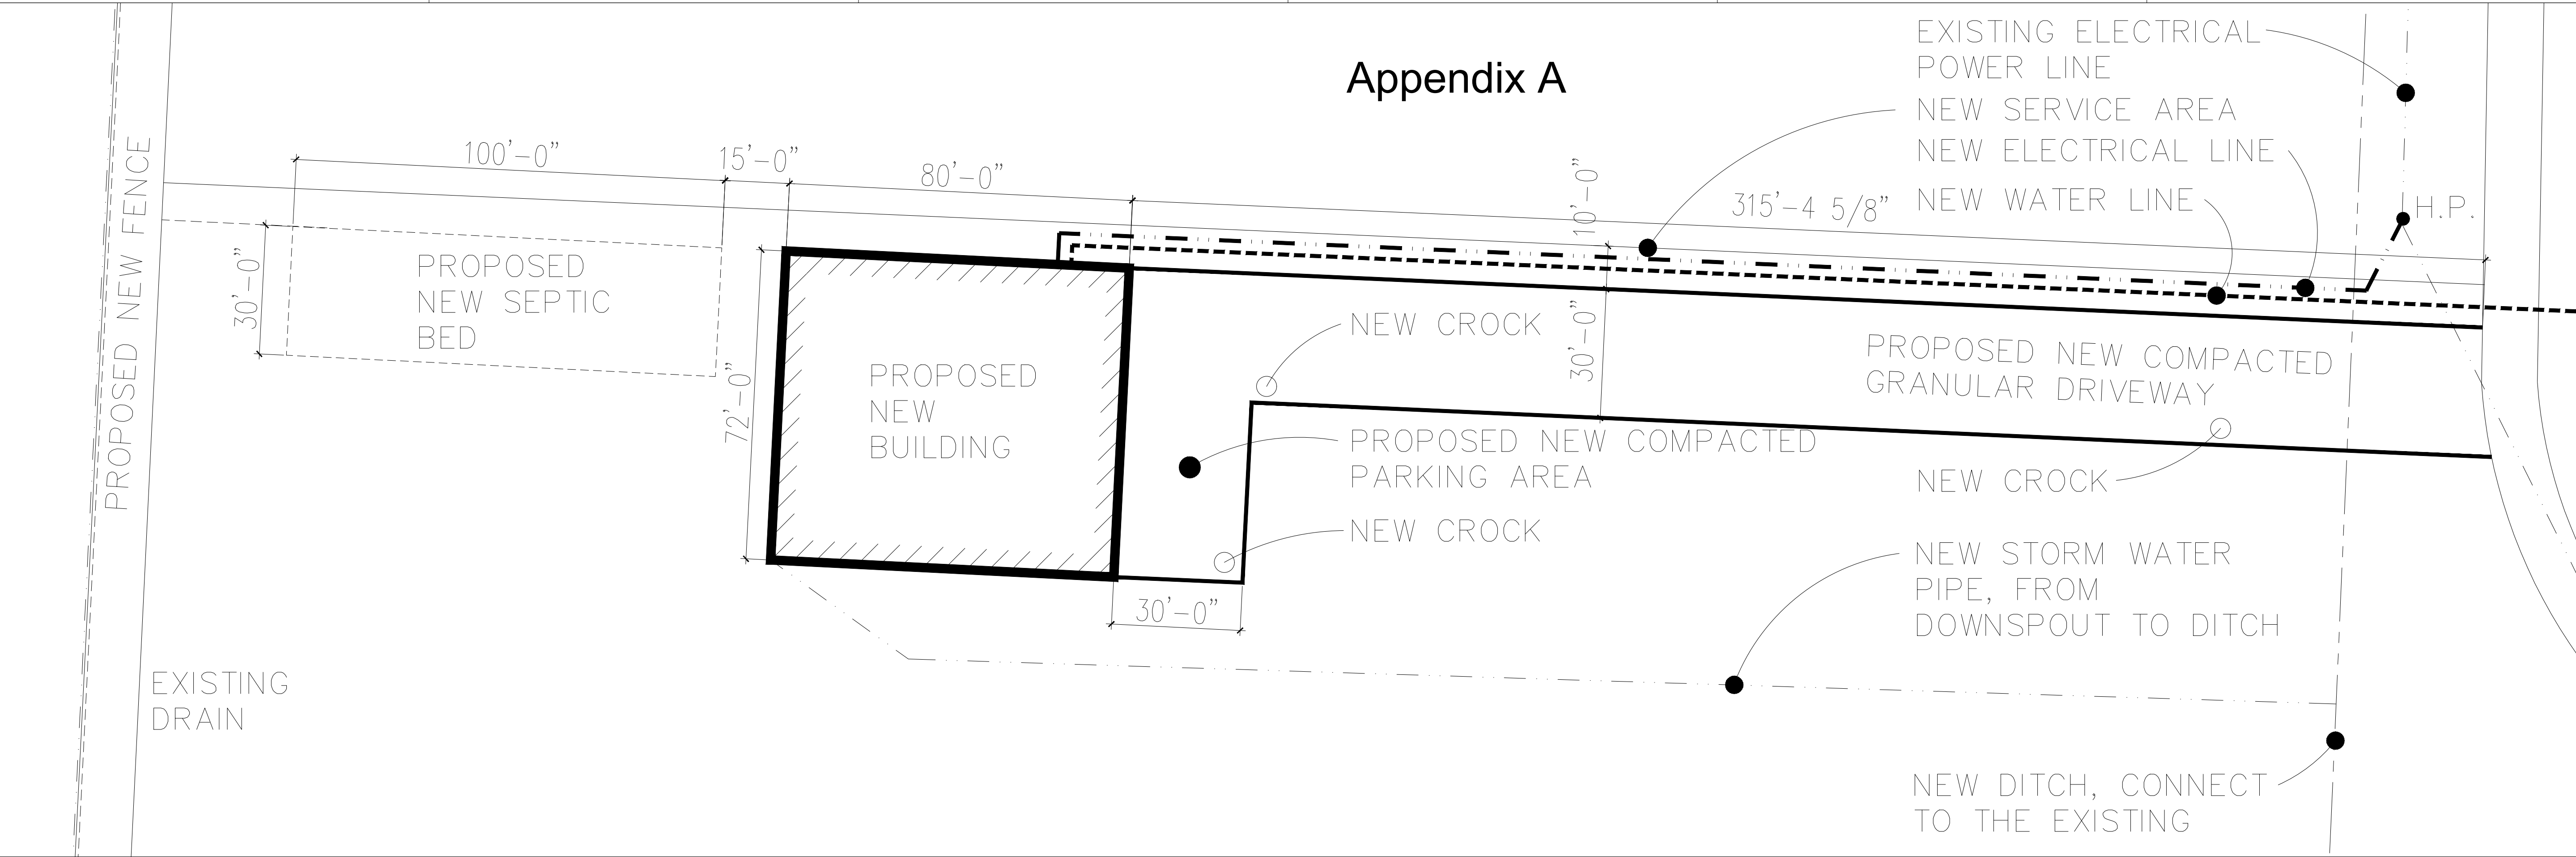 Appendix A
EXISTING ELECTRICAL
POWER LINE
NEW SERVICE AREA
NEW ELECTRICAL LINE
NEW WATER LINE
H.P.
100'-0"
15'-0"
80'-0"
10'-0"
315'-4 5/8"
PROPOSED NEW FENCE
30'-0"
PROPOSED
NEW SEPTIC
BED
72'-0"
PROPOSED
NEW
BUILDING
NEW CROCK
30'-0"
PROPOSED NEW COMPACTED
GRANULAR DRIVEWAY
PROPOSED NEW COMPACTED
PARKING AREA
NEW CROCK
NEW CROCK
30'-0"
NEW STORM WATER
PIPE, FROM
DOWNSPOUT TO DITCH
EXISTING
DRAIN
NEW DITCH, CONNECT
TO THE EXISTING